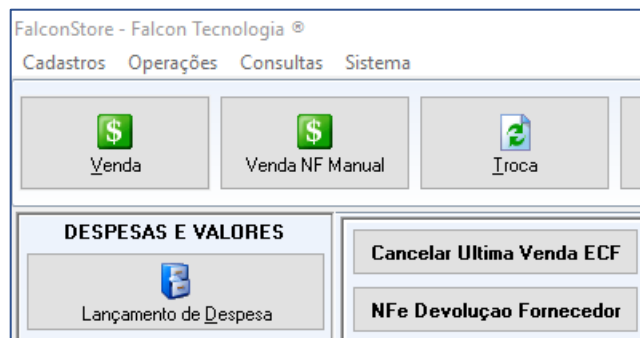 FalconStore - Falcon Tecnologia ®
Cadastros Operações Consultas Sistema
Venda Venda NF Manual Troca
DESPESAS E VALORES
Lançamento de Despesa
Cancelar Ultima Venda ECF
NFe Devoluçao Fornecedor